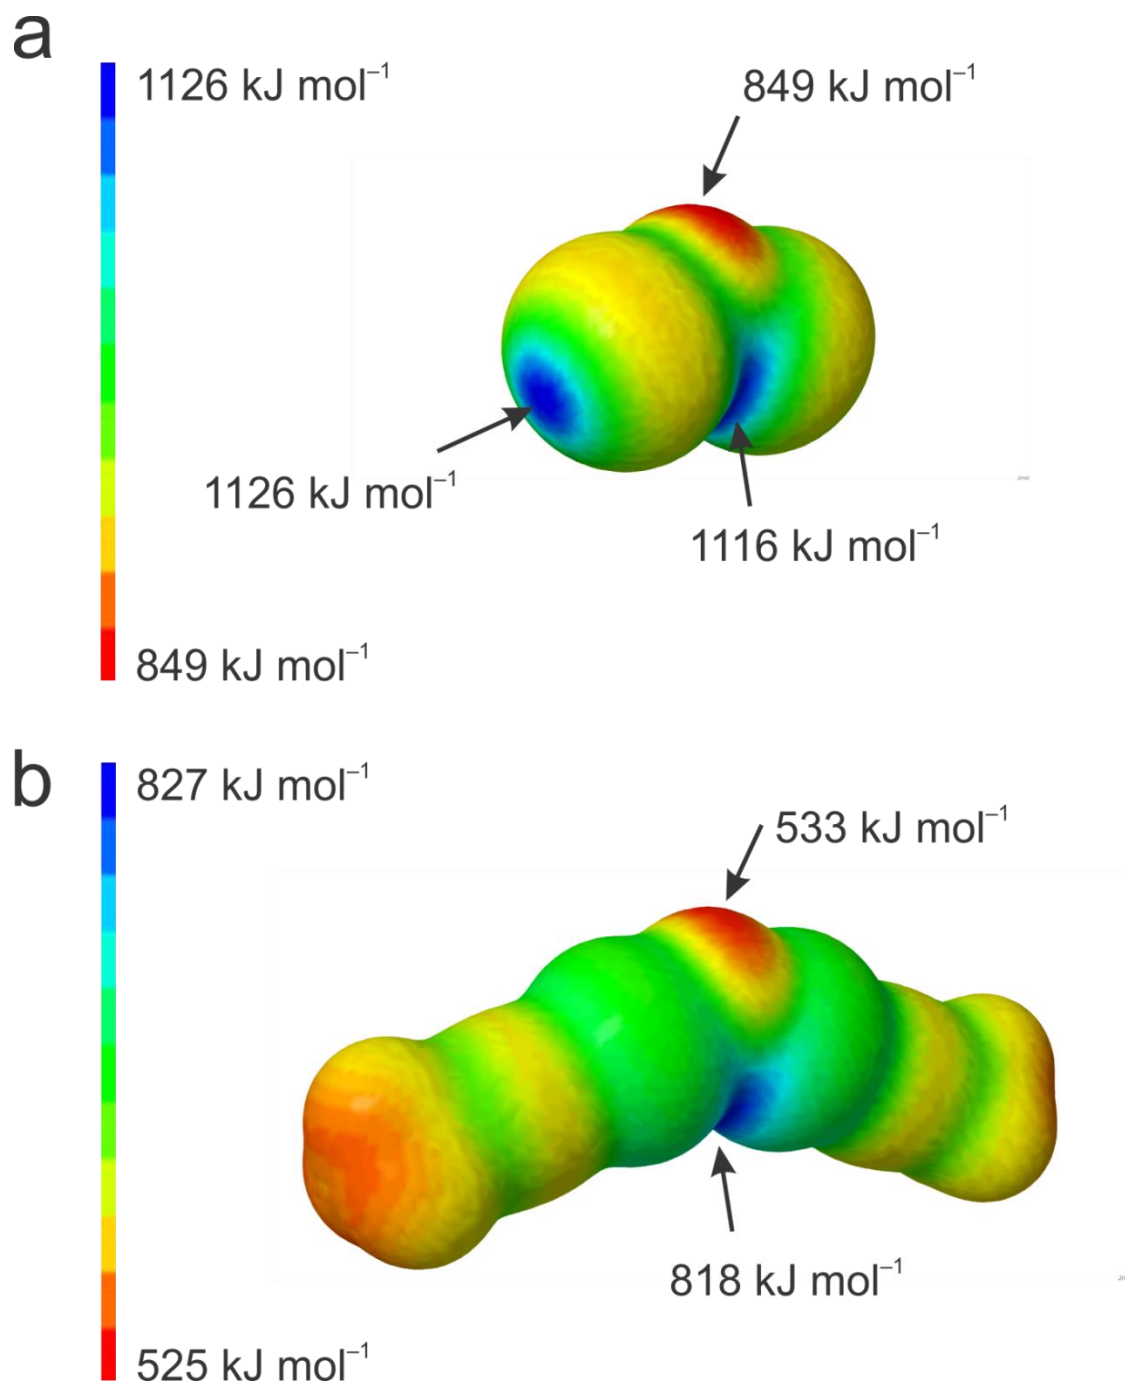 a
1126 kJ mol⁻¹
849 kJ mol⁻¹
1126 kJ mol⁻¹
1116 kJ mol⁻¹
849 kJ mol⁻¹
b
827 kJ mol⁻¹
533 kJ mol⁻¹
818 kJ mol⁻¹
525 kJ mol⁻¹